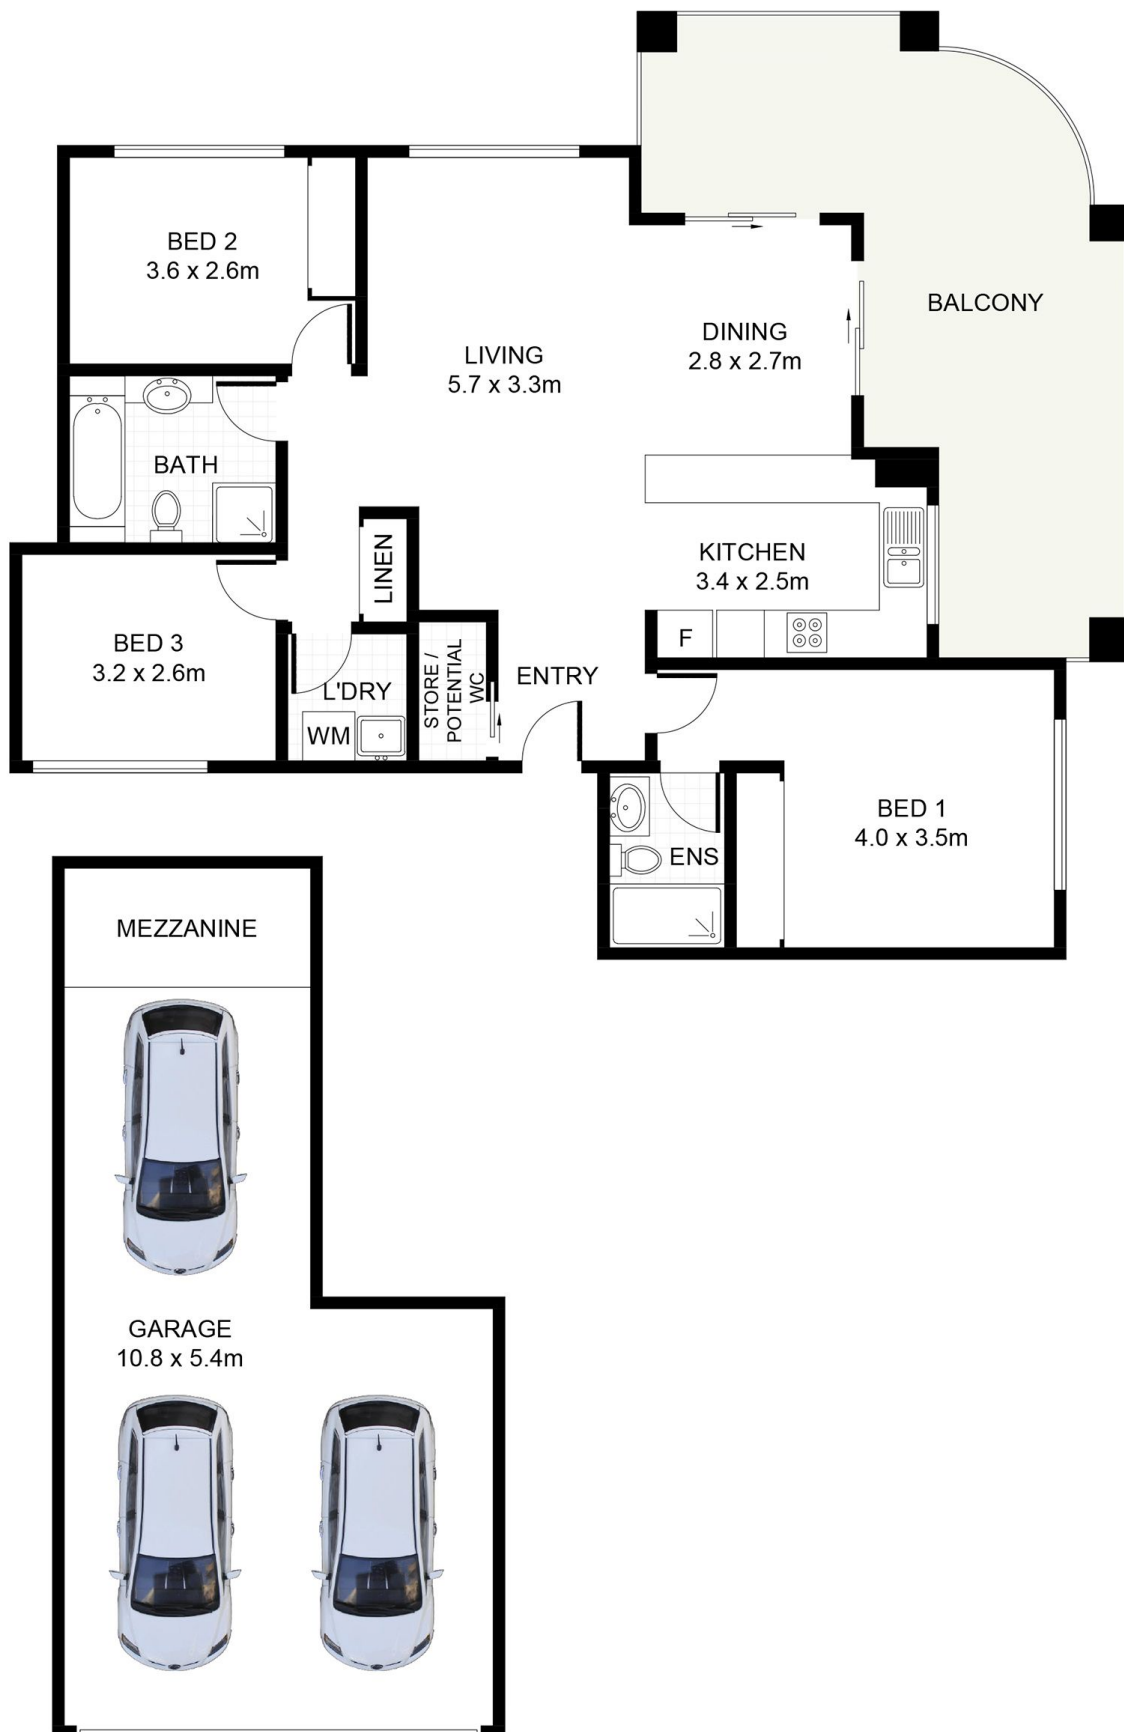 BED 2
3.6 x 2.6m
LIVING
5.7 x 3.3m
DINING
2.8 x 2.7m
BALCONY
BATH
KITCHEN
3.4 x 2.5m
LINEN
F
BED 3
3.2 x 2.6m
L'DRY
WM
STORE /
POTENTIAL
WC
ENTRY
BED 1
4.0 x 3.5m
ENS
MEZZANINE
GARAGE
10.8 x 5.4m